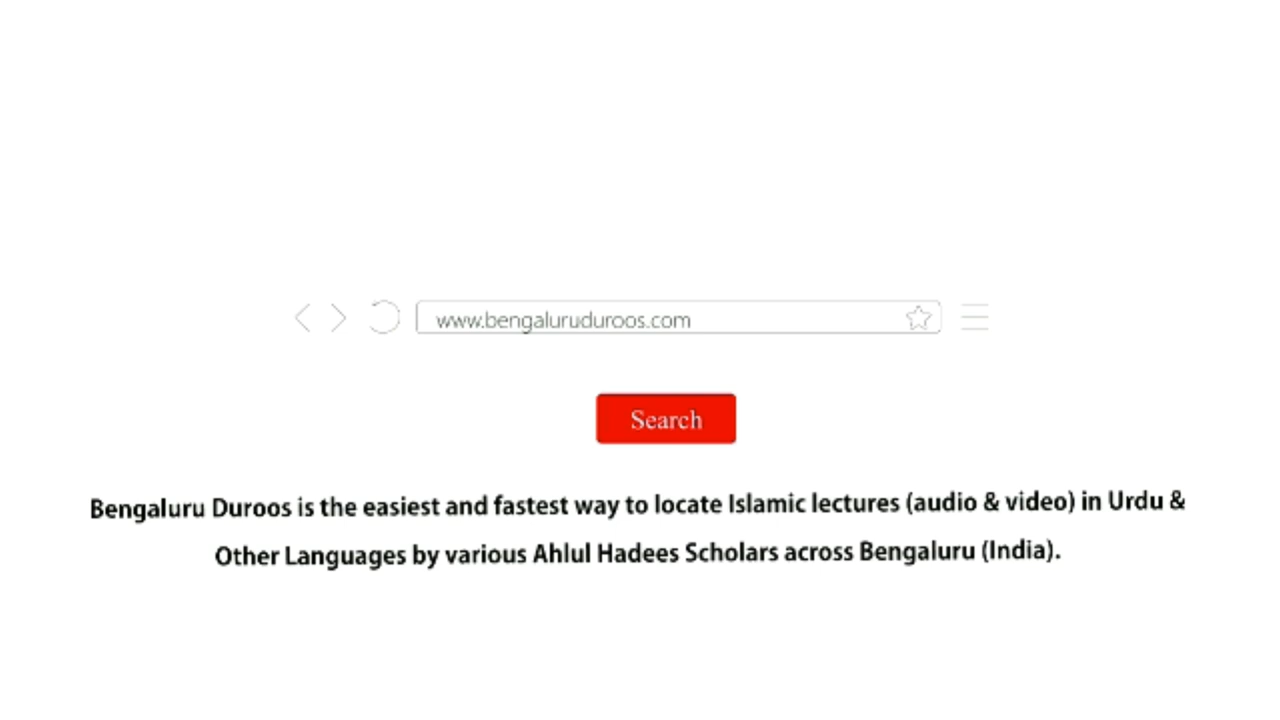 www.bengaluruduroos.com
Search
Bengaluru Duroos is the easiest and fastest way to locate Islamic lectures (audio & video) in Urdu &
Other Languages by various Ahlul Hadees Scholars across Bengaluru (India).